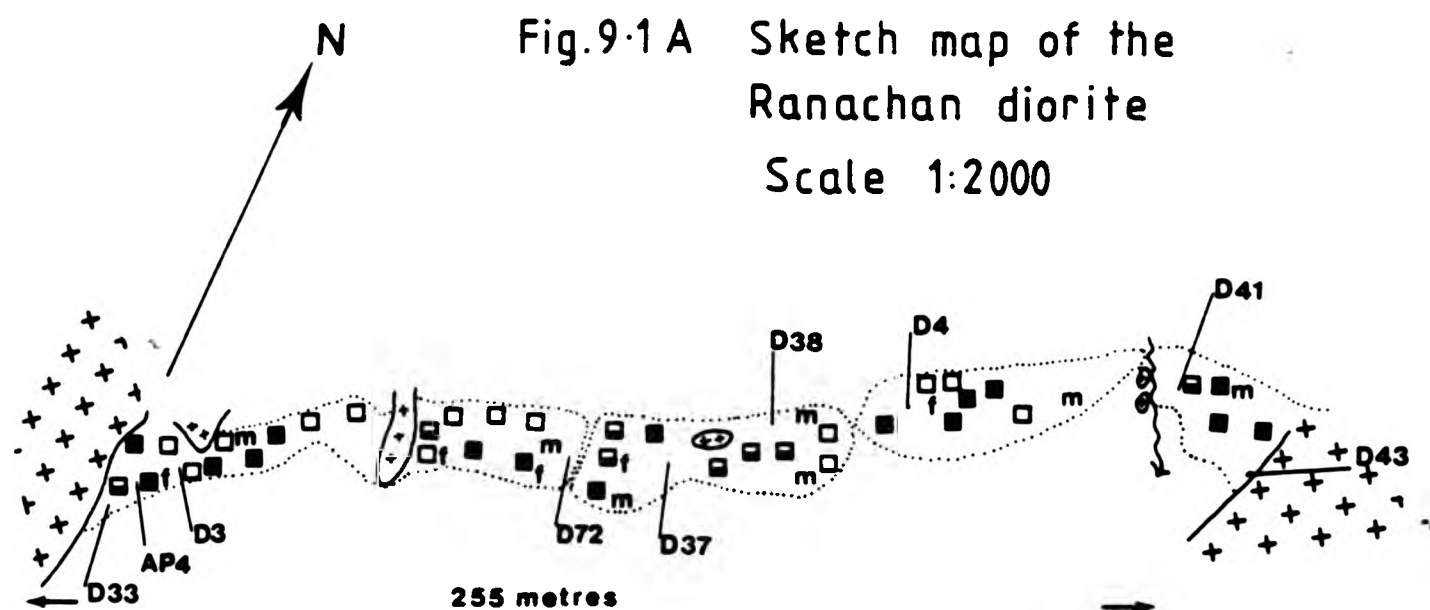 N
Fig.9·1 A Sketch map of the
Ranachan diorite
Scale 1:2000
D41
D4
D38
m
m
m
f
m
m
f
f
f
f
m
m
D43
D3
AP4
D33
D72
D37
255 metres